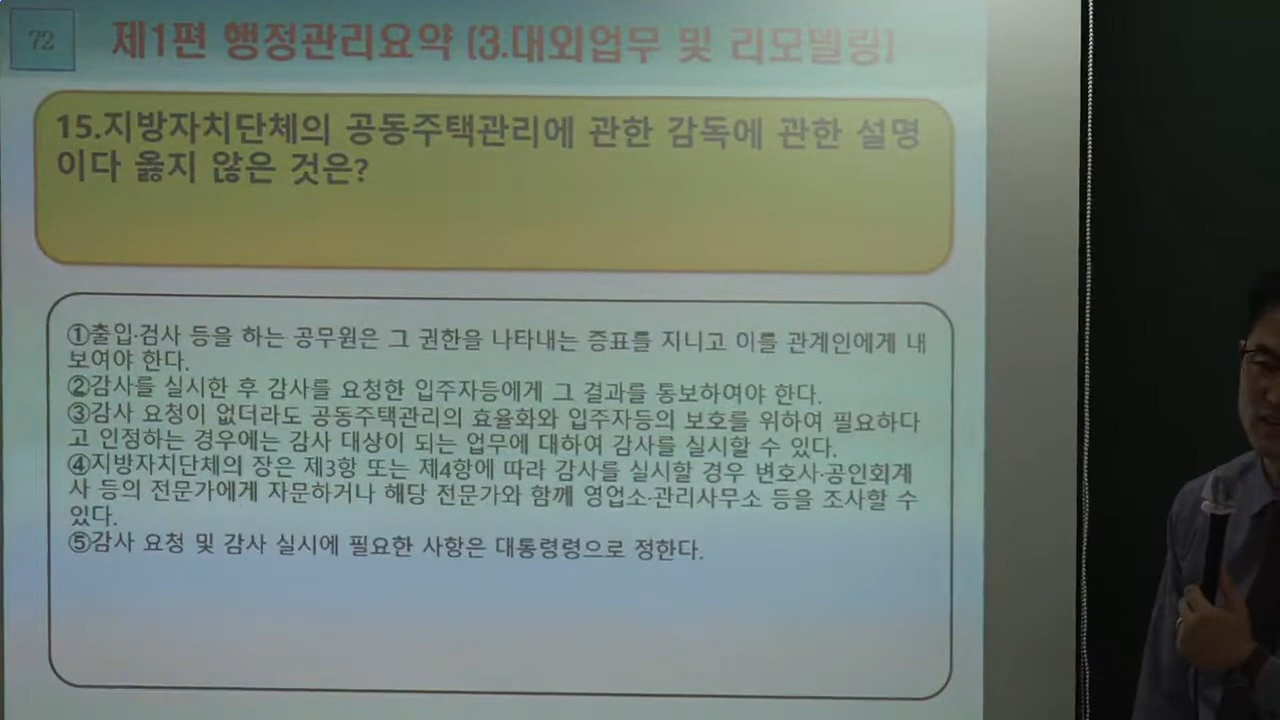 72
제1편 행정관리요약 (3.대외업무 및 리모델링)
15.지방자치단체의 공동주택관리에 관한 감독에 관한 설명
이다 옳지 않은 것은?
①출입·검사 등을 하는 공무원은 그 권한을 나타내는 증표를 지니고 이를 관계인에게 내
보여야 한다.
②감사를 실시한 후 감사를 요청한 입주자등에게 그 결과를 통보하여야 한다.
③감사 요청이 없더라도 공동주택관리의 효율화와 입주자등의 보호를 위하여 필요하다
고 인정하는 경우에는 감사 대상이 되는 업무에 대하여 감사를 실시할 수 있다.
④지방자치단체의 장은 제3항 또는 제4항에 따라 감사를 실시할 경우 변호사·공인회계
사 등의 전문가에게 자문하거나 해당 전문가와 함께 영업소·관리사무소 등을 조사할 수
있다.
⑤감사 요청 및 감사 실시에 필요한 사항은 대통령령으로 정한다.